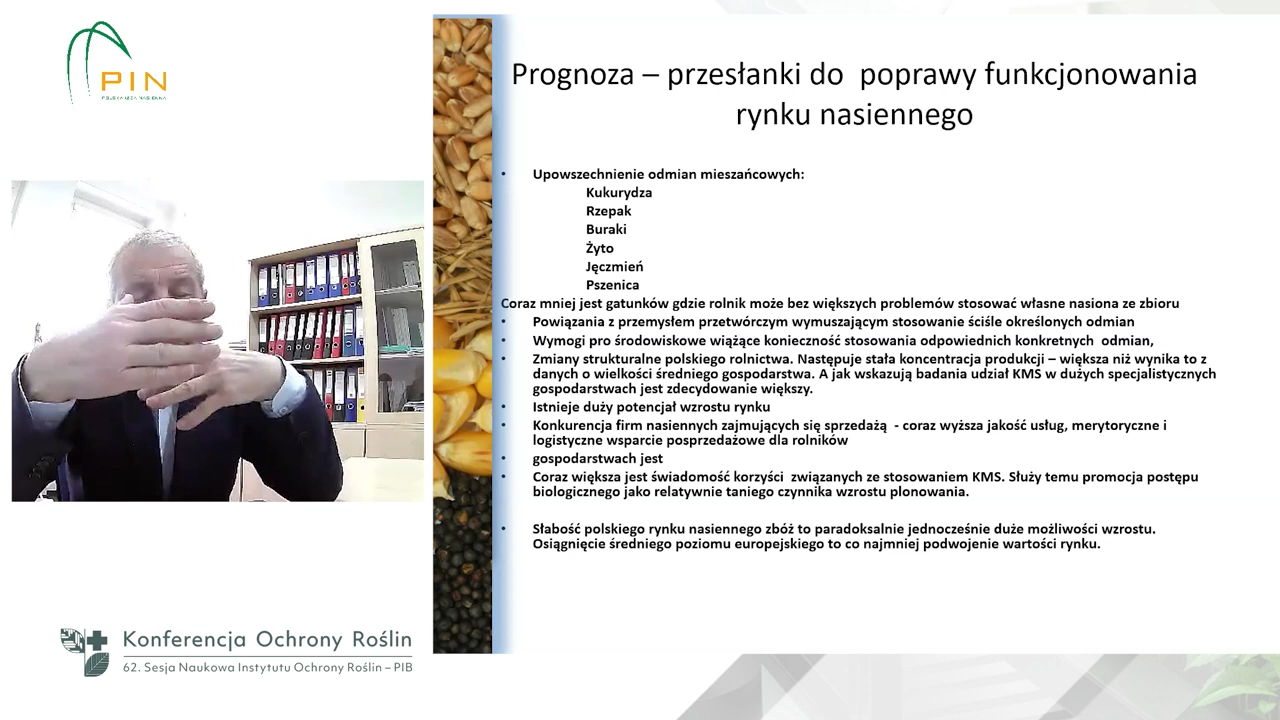 PIN
POLSKA IZBA NASIENNA
Prognoza – przesłanki do poprawy funkcjonowania
rynku nasiennego
• Upowszechnienie odmian mieszańcowych:
Kukurydza
Rzepak
Buraki
Żyto
Jęczmień
Pszenica
Coraz mniej jest gatunków gdzie rolnik może bez większych problemów stosować własne nasiona ze zbioru
• Powiązania z przemysłem przetwórczym wymuszającym stosowanie ściśle określonych odmian
• Wymogi pro środowiskowe wiążące konieczność stosowania odpowiednich konkretnych odmian,
• Zmiany strukturalne polskiego rolnictwa. Następuje stała koncentracja produkcji – większa niż wynika to z
danych o wielkości średniego gospodarstwa. A jak wskazują badania udział KMS w dużych specjalistycznych
gospodarstwach jest zdecydowanie większy.
• Istnieje duży potencjał wzrostu rynku
• Konkurencja firm nasiennych zajmujących się sprzedażą - coraz wyższa jakość usług, merytoryczne i
logistyczne wsparcie posprzedażowe dla rolników
• gospodarstwach jest
• Coraz większa jest świadomość korzyści związanych ze stosowaniem KMS. Służy temu promocja postępu
biologicznego jako relatywnie taniego czynnika wzrostu plonowania.
• Słabość polskiego rynku nasiennego zbóż to paradoksalnie jednocześnie duże możliwości wzrostu.
Osiągnięcie średniego poziomu europejskiego to co najmniej podwojenie wartości rynku.
Konferencja Ochrony Roślin
62. Sesja Naukowa Instytutu Ochrony Roślin – PIB